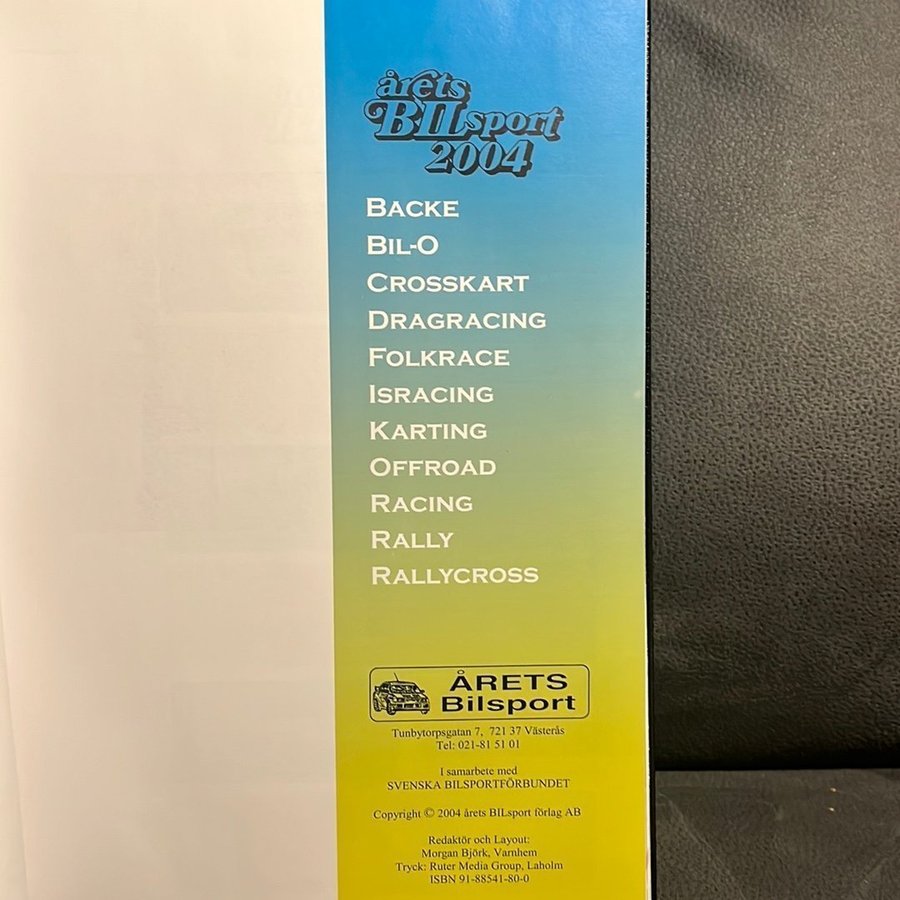 årets
BILsport
2004
BACKE
BIL-O
CROSSKART
DRAGRACING
FOLKRACE
ISRACING
KARTING
OFFROAD
RACING
RALLY
RALLYCROSS
ÅRETS
Bilsport
Tunbytorpsgatan 7, 721 37 Västerås
Tel: 021-81 51 01
I samarbete med
SVENSKA BILSPORTFÖRBUNDET
Copyright © 2004 årets BILsport förlag AB
Redaktör och Layout:
Morgan Björk, Varnhem
Tryck: Ruter Media Group, Laholm
ISBN 91-88541-80-0